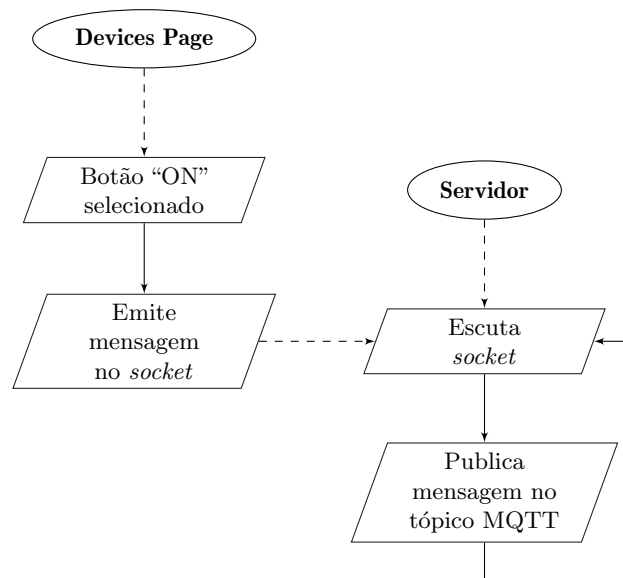 Devices Page
Botão “ON”
selecionado
Emite
mensagem
no socket
Servidor
Escuta
socket
Publica
mensagem no
tópico MQTT